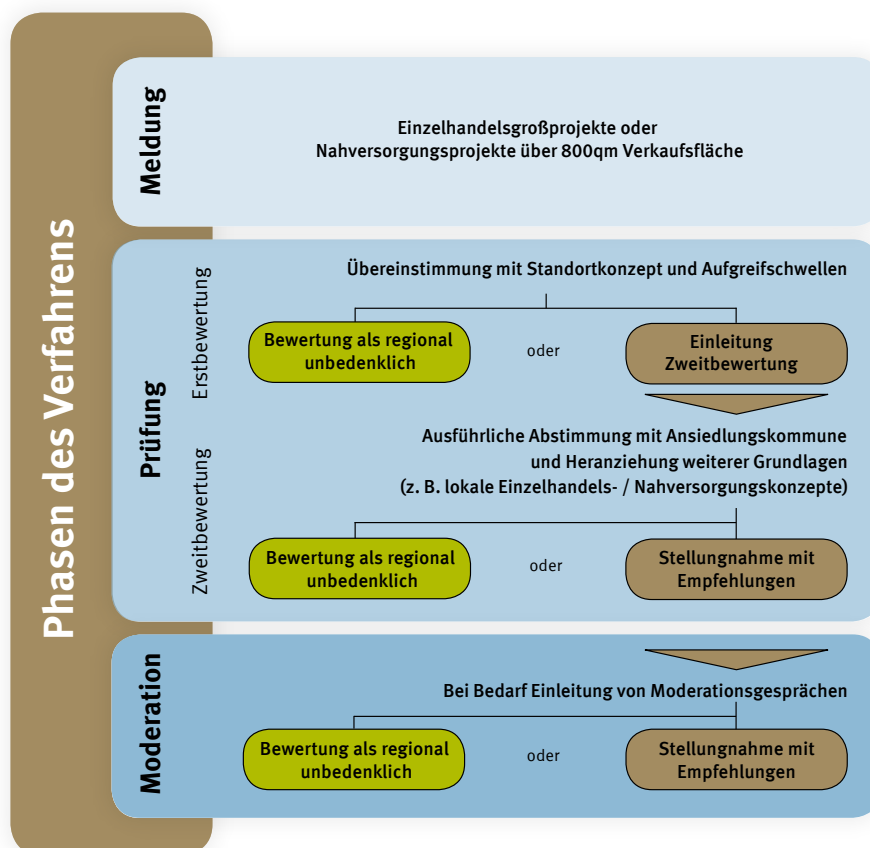 Phasen des Verfahrens
Meldung
Einzelhandelsgroßprojekte oder
Nahversorgungsprojekte über 800qm Verkaufsfläche
Prüfung
Erstbewertung
Übereinstimmung mit Standortkonzept und Aufgreifschwellen
Bewertung als regional
unbedenklich
oder
Einleitung
Zweitbewertung
Zweitbewertung
Ausführliche Abstimmung mit Ansiedlungskommune
und Heranziehung weiterer Grundlagen
(z. B. lokale Einzelhandels- / Nahversorgungskonzepte)
Bewertung als regional
unbedenklich
oder
Stellungnahme mit
Empfehlungen
Moderation
Bei Bedarf Einleitung von Moderationsgesprächen
Bewertung als regional
unbedenklich
oder
Stellungnahme mit
Empfehlungen